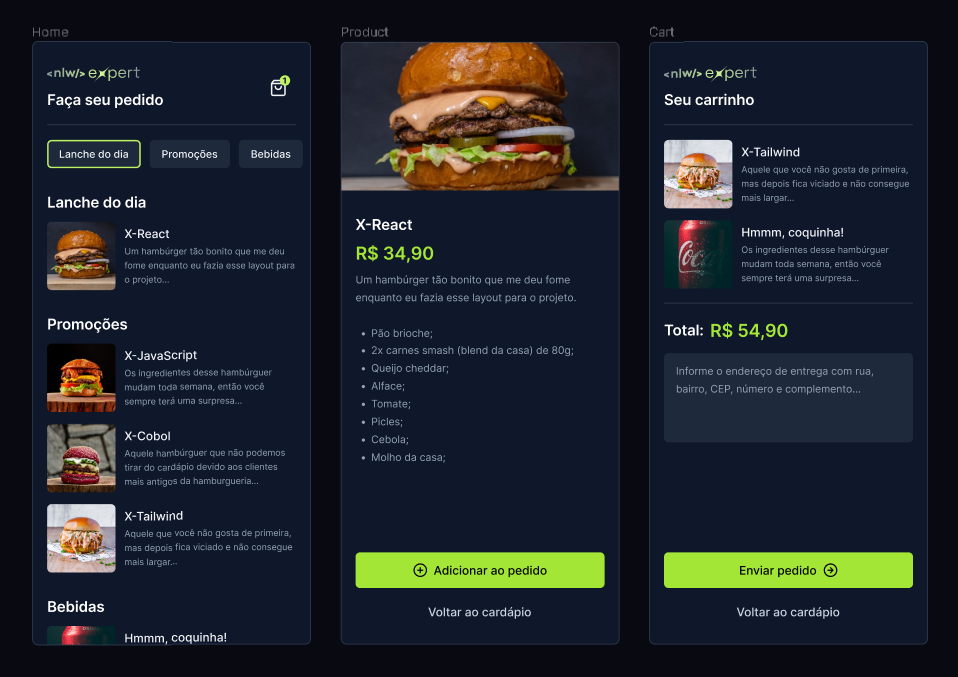 Home
<nlw/> expert
Faça seu pedido
1
Lanche do dia
Promoções
Bebidas
Lanche do dia
X-React
Um hambúrger tão bonito que me deu
fome enquanto eu fazia esse layout para
o projeto...
Promoções
X-JavaScript
Os ingredientes desse hambúrguer
mudam toda semana, então você
sempre terá uma surpresa...
X-Cobol
Aquele hambúrguer que não podemos
tirar do cardápio devido aos clientes
mais antigos da hamburgueria...
X-Tailwind
Aquele que você não gosta de primeira,
mas depois fica viciado e não consegue
mais largar...
Bebidas
Hmmm, coquinha!
Product
X-React
R$ 34,90
Um hambúrger tão bonito que me deu fome
enquanto eu fazia esse layout para o projeto.
• Pão brioche;
• 2x carnes smash (blend da casa) de 80g;
• Queijo cheddar;
• Alface;
• Tomate;
• Picles;
• Cebola;
• Molho da casa;
Adicionar ao pedido
Voltar ao cardápio
Cart
<nlw/> expert
Seu carrinho
X-Tailwind
Aquele que você não gosta de primeira,
mas depois fica viciado e não consegue
mais largar...
Hmmm, coquinha!
Os ingredientes desse hambúrguer
mudam toda semana, então você
sempre terá uma surpresa...
Total: R$ 54,90
Informe o endereço de entrega com rua,
bairro, CEP, número e complemento...
Enviar pedido
Voltar ao cardápio